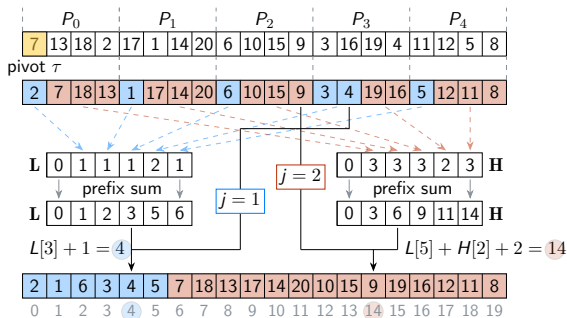 P0 P1 P2 P3 P4
7 13 18 2 17 1 14 20 6 10 15 9 3 16 19 4 11 12 5 8
pivot τ
2 7 18 13 1 17 14 20 6 10 15 9 3 4 19 16 5 12 11 8
L 0 1 1 1 2 1 0 3 3 3 2 3 H
prefix sum j = 2 prefix sum
L 0 1 2 3 5 6 j = 1 0 3 6 9 11 14 H
L[3] + 1 = 4 L[5] + H[2] + 2 = 14
2 1 6 3 4 5 7 18 13 17 14 20 10 15 9 19 16 12 11 8
0 1 2 3 4 5 6 7 8 9 10 11 12 13 14 15 16 17 18 19